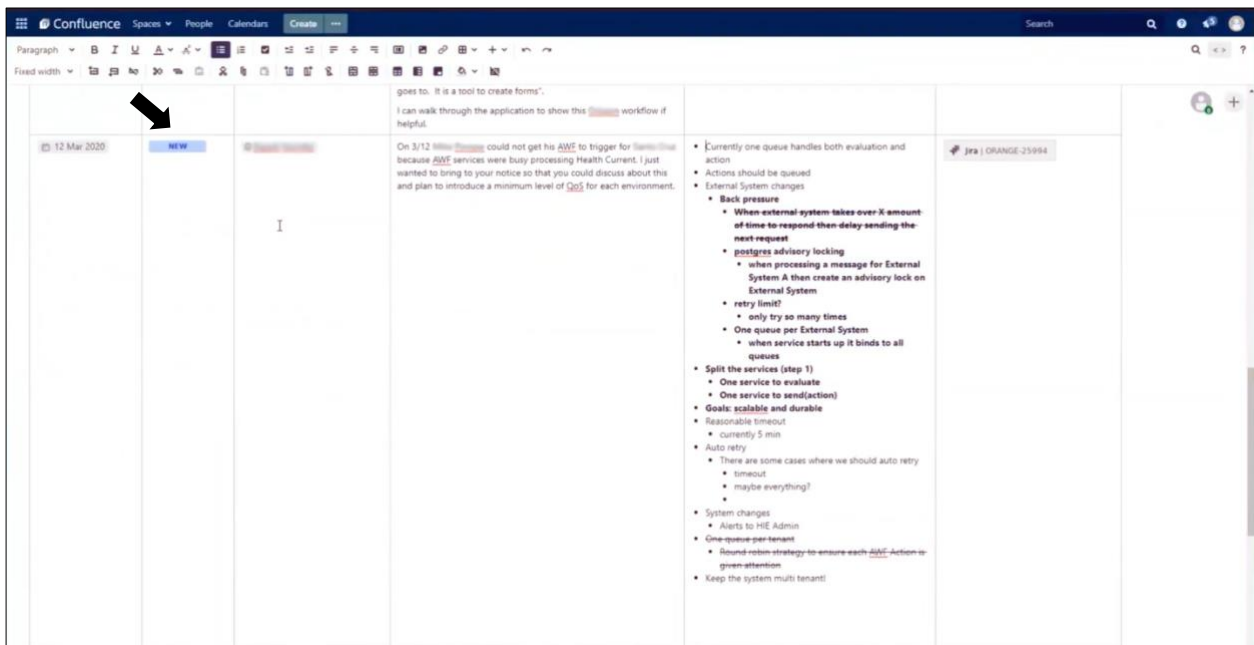 Confluence Spaces People Calendars Create ··· Search ?
Paragraph B I U A ?
Fixed width
goes to. It is a tool to create forms".
I can walk through the application to show this workflow if
helpful.
12 Mar 2020
NEW
On 3/12 could not get his AWF to trigger for
because AWF services were busy processing Health Current. I just
wanted to bring to your notice so that you could discuss about this
and plan to introduce a minimum level of QoS for each environment.
Currently one queue handles both evaluation and
action
Actions should be queued
External System changes
Back pressure
When external system takes over X amount
of time to respond then delay sending the
next request
postgres advisory locking
when processing a message for External
System A then create an advisory lock on
External System
retry limit?
only try so many times
One queue per External System
when service starts up it binds to all
queues
Split the services (step 1)
One service to evaluate
One service to send(action)
Goals: scalable and durable
Reasonable timeout
currently 5 min
Auto retry
There are some cases where we should auto retry
timeout
maybe everything?
System changes
Alerts to HIE Admin
One queue per tenant
Round robin strategy to ensure each AWF Action is
given attention
Keep the system multi tenant!
Jira | ORANGE-25994